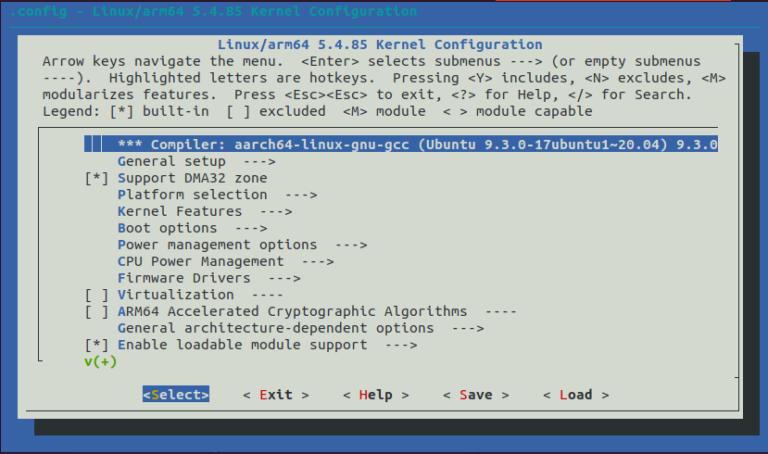 .config - Linux/arm64 5.4.85 Kernel Configuration
Linux/arm64 5.4.85 Kernel Configuration
Arrow keys navigate the menu.  <Enter> selects submenus ---> (or empty submenus
----).  Highlighted letters are hotkeys.  Pressing <Y> includes, <N> excludes, <M>
modularizes features.  Press <Esc><Esc> to exit, <?> for Help, </> for Search.
Legend: [*] built-in  [ ] excluded  <M> module  < > module capable
*** Compiler: aarch64-linux-gnu-gcc (Ubuntu 9.3.0-17ubuntu1~20.04) 9.3.0
General setup  --->
[*] Support DMA32 zone
Platform selection  --->
Kernel Features  --->
Boot options  --->
Power management options  --->
CPU Power Management  --->
Firmware Drivers  --->
[ ] Virtualization  ----
[ ] ARM64 Accelerated Cryptographic Algorithms  ----
General architecture-dependent options  --->
[*] Enable loadable module support  --->
v(+)
<Select>    < Exit >    < Help >    < Save >    < Load >